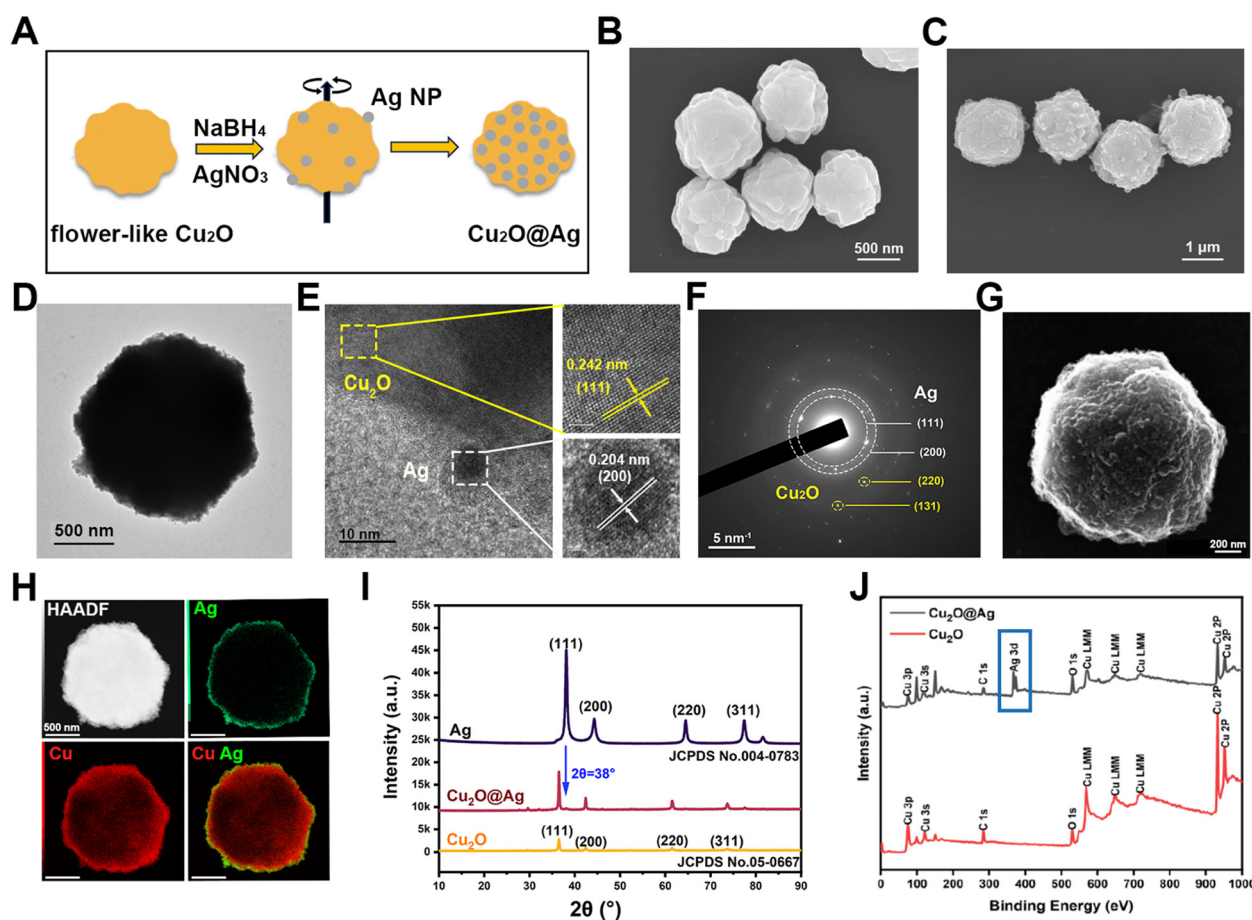 A
NaBH₄
AgNO₃
Ag NP
flower-like Cu₂O
Cu₂O@Ag
B
500 nm
C
1 μm
D
500 nm
E
Cu₂O
Ag
10 nm
0.242 nm
(111)
0.204 nm
(200)
F
Ag
(111)
(200)
(220)
(131)
Cu₂O
5 nm⁻¹
G
200 nm
H
HAADF
500 nm
Ag
Cu
Cu Ag
I
Intensity (a.u.)
55k
50k
45k
40k
35k
30k
25k
20k
15k
10k
5k
0
(111)
(200)
(220)
(311)
Ag
JCPDS No.004-0783
2θ=38°
Cu₂O@Ag
Cu₂O
(111)
(200)
(220)
(311)
JCPDS No.05-0667
10 20 30 40 50 60 70 80 90
2θ (°)
J
Intensity (a.u.)
Cu₂O@Ag
Cu₂O
Cu 3p
Cu 3s
C 1s
Ag 3d
O 1s
Cu LMM
Cu LMM
Cu LMM
Cu 2P
Cu 2P
Cu 3p
Cu 3s
C 1s
O 1s
Cu LMM
Cu LMM
Cu LMM
Cu 2P
Cu 2P
0 100 200 300 400 500 600 700 800 900 1000
Binding Energy (eV)